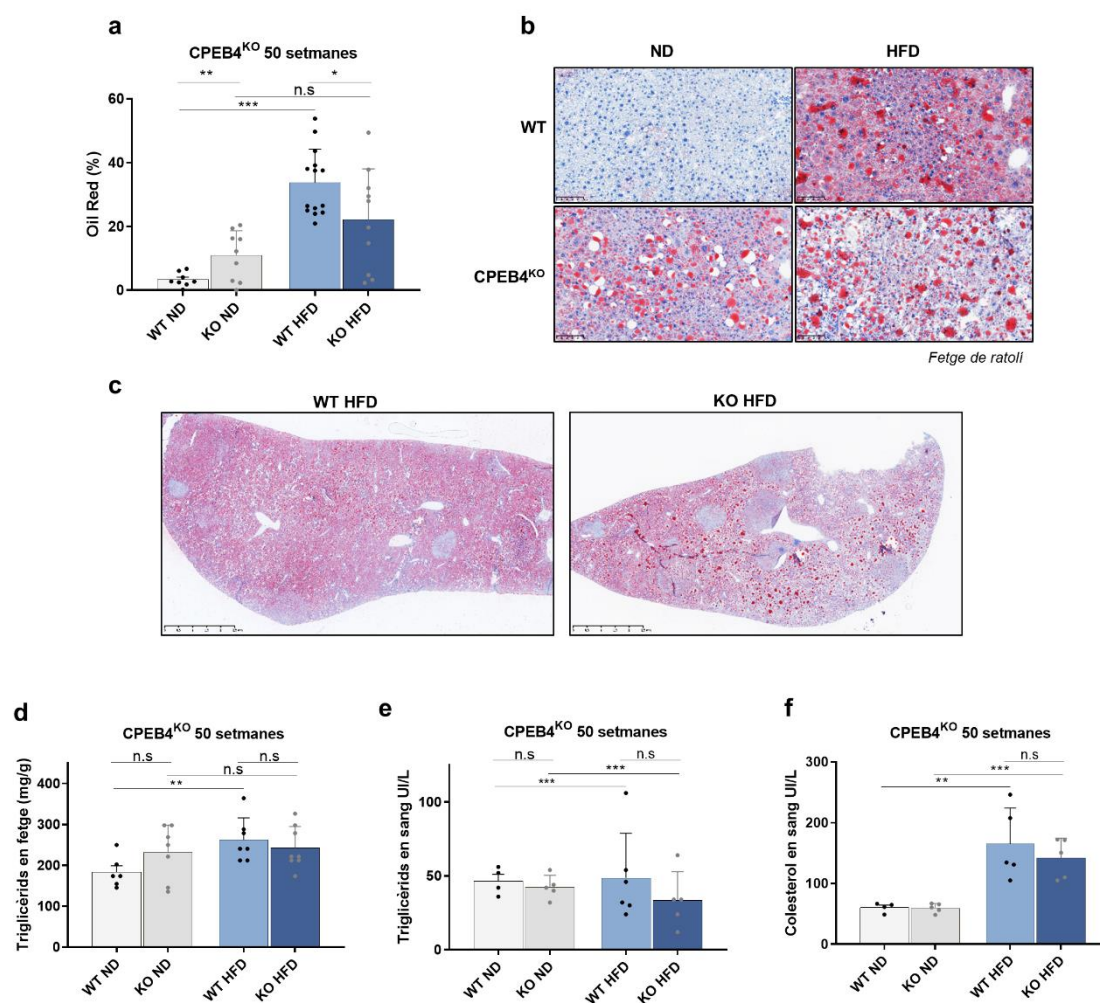 a
CPEB4KO 50 setmanes
** *
n.s
***
Oil Red (%)
60
40
20
0
WT ND
KO ND
WT HFD
KO HFD
b
ND HFD
WT
CPEB4KO
Fetge de ratolí
c
WT HFD KO HFD
d
CPEB4KO 50 setmanes
n.s n.s
n.s
**
Triglicèrids en fetge (mg/g)
400
300
200
100
0
WT ND
KO ND
WT HFD
KO HFD
e
CPEB4KO 50 setmanes
n.s n.s
***
***
Triglicèrids en sang UI/L
100
50
0
WT ND
KO ND
WT HFD
KO HFD
f
CPEB4KO 50 setmanes
n.s
***
**
Colesterol en sang UI/L
300
200
100
0
WT ND
KO ND
WT HFD
KO HFD